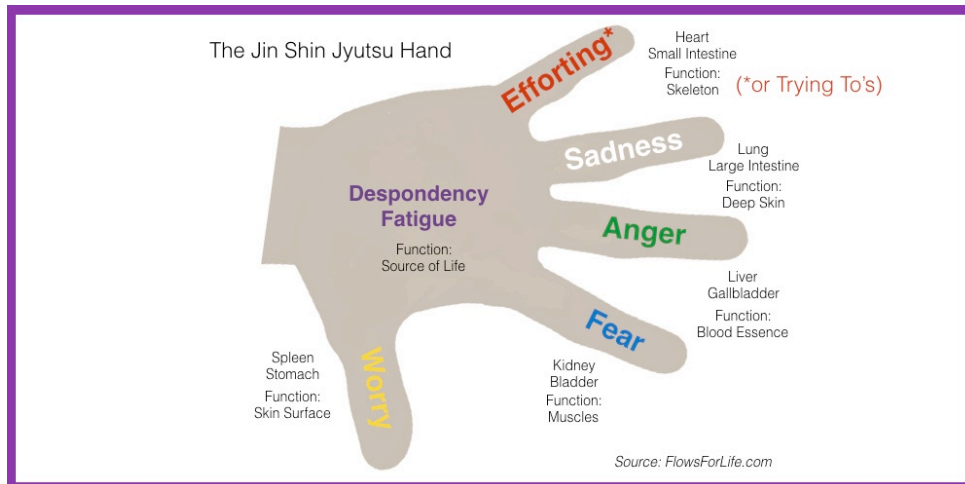 The Jin Shin Jyutsu Hand
Efforting*
Heart
Small Intestine
Function:
Skeleton
(*or Trying To's)
Sadness
Lung
Large Intestine
Function:
Deep Skin
Despondency
Fatigue
Function:
Source of Life
Anger
Liver
Gallbladder
Function:
Blood Essence
Fear
Kidney
Bladder
Function:
Muscles
Worry
Spleen
Stomach
Function:
Skin Surface
Source: FlowsForLife.com